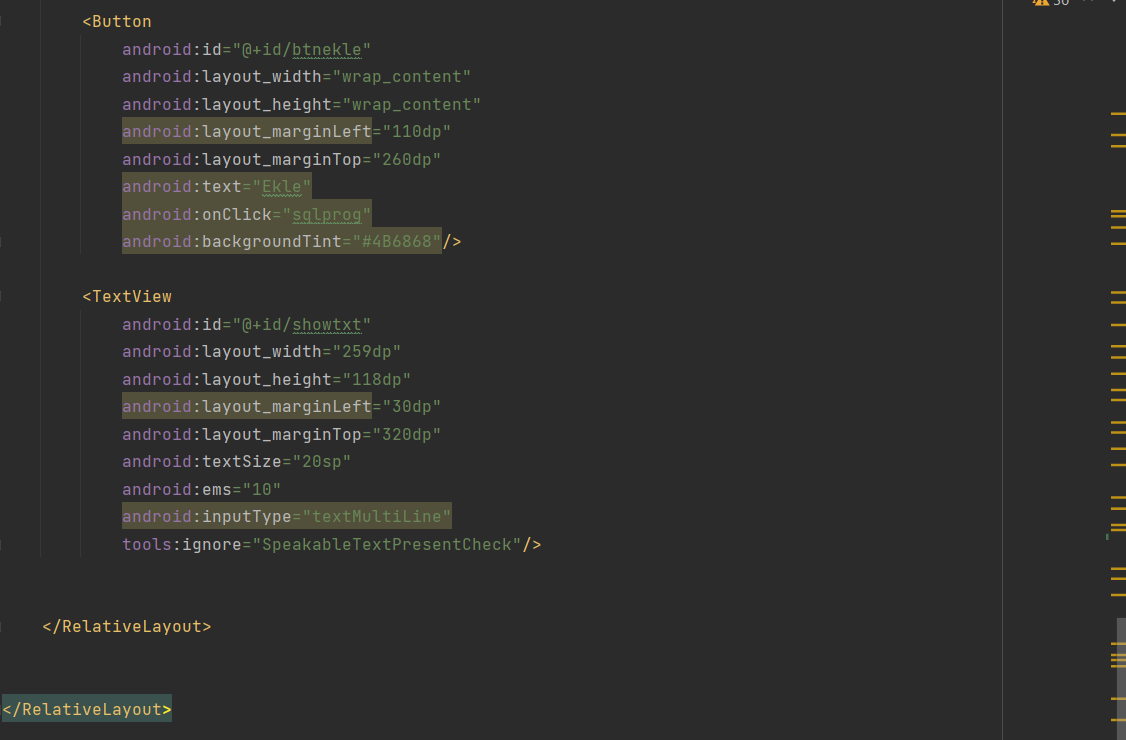 <Button
android:id="@+id/btnekle"
android:layout_width="wrap_content"
android:layout_height="wrap_content"
android:layout_marginLeft="110dp"
android:layout_marginTop="260dp"
android:text="Ekle"
android:onClick="sqlprog"
android:backgroundTint="#4B6868"/>
<TextView
android:id="@+id/showtxt"
android:layout_width="259dp"
android:layout_height="118dp"
android:layout_marginLeft="30dp"
android:layout_marginTop="320dp"
android:textSize="20sp"
android:ems="10"
android:inputType="textMultiLine"
tools:ignore="SpeakableTextPresentCheck"/>
</RelativeLayout>
</RelativeLayout>